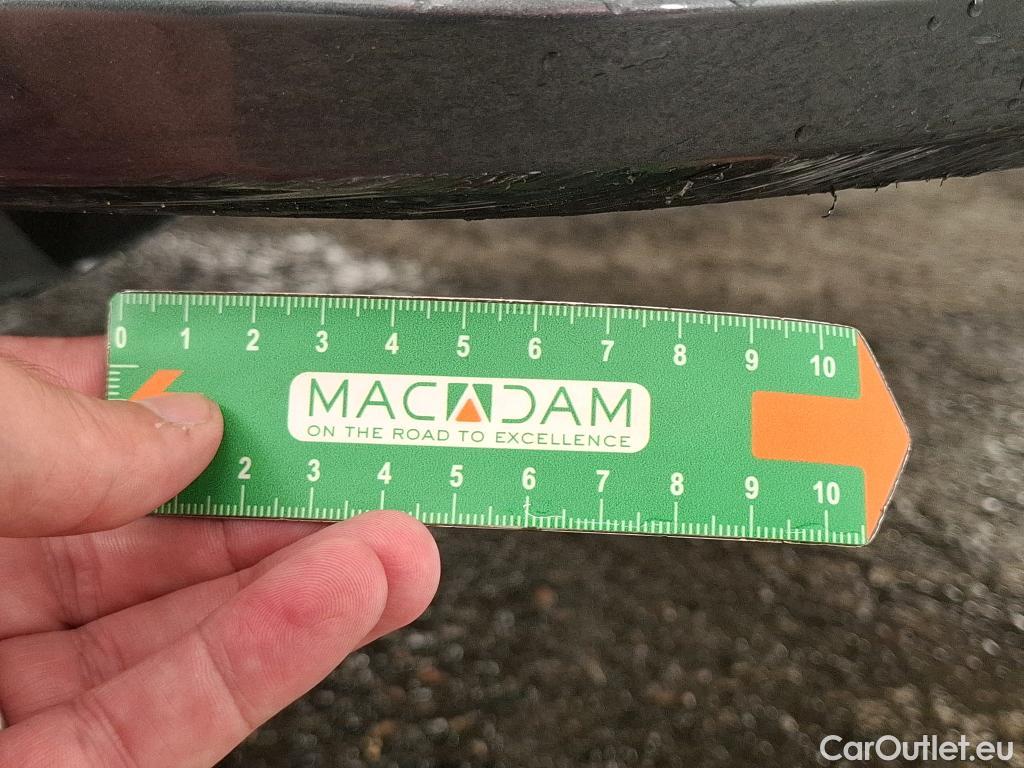 0 1 2 3 4 5 6 7 8 9 10
MACADAM
ON THE ROAD TO EXCELLENCE
2 3 4 5 6 7 8 9 10
CarOutlet.eu